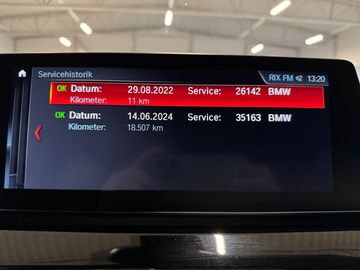 Servicehistorik RIX FM 13:20
OK Datum: 29.08.2022 Service: 26142 BMW
Kilometer: 11 km
OK Datum: 14.06.2024 Service: 35163 BMW
Kilometer: 18.507 km